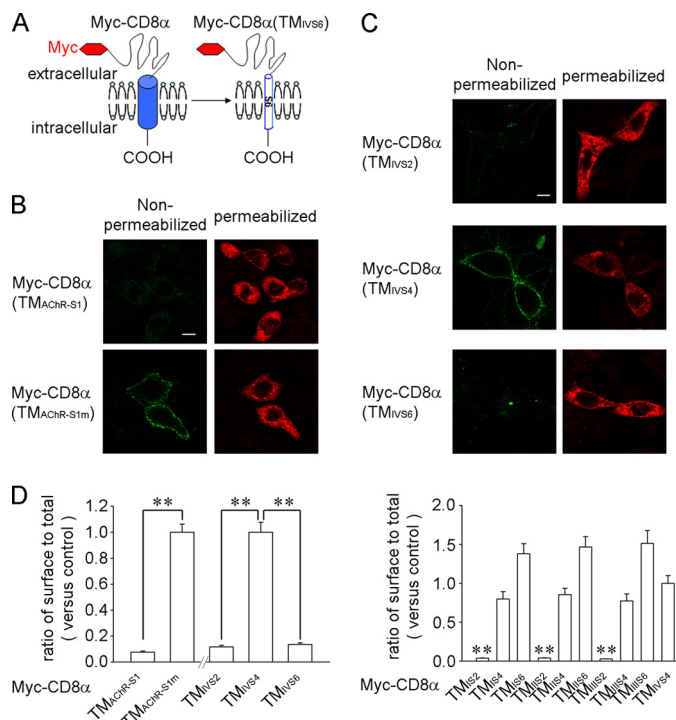 A
Myc-CD8α
Myc-CD8α(TMIVS6)
Myc
extracellular
S6
intracellular
COOH
COOH
B
Non-
permeabilized
permeabilized
Myc-CD8α
(TMAChR-S1)
Myc-CD8α
(TMAChR-S1m)
C
Non-
permeabilized
permeabilized
Myc-CD8α
(TMIVS2)
Myc-CD8α
(TMIVS4)
Myc-CD8α
(TMIVS6)
D
ratio of surface to total
( versus control )
1.2
1.0
0.8
0.6
0.4
0.2
0.0
**
**
**
Myc-CD8α
TMAChR-S1
TMAChR-S1m
TMIVS2
TMIVS4
TMIVS6
ratio of surface to total
( versus control )
2.0
1.5
1.0
0.5
0.0
**
**
**
Myc-CD8α
TMIS2
TMIS4
TMIS6
TMIIS2
TMIIS4
TMIIS6
TMIIIS2
TMIIIS4
TMIIIS6
TMIVS4